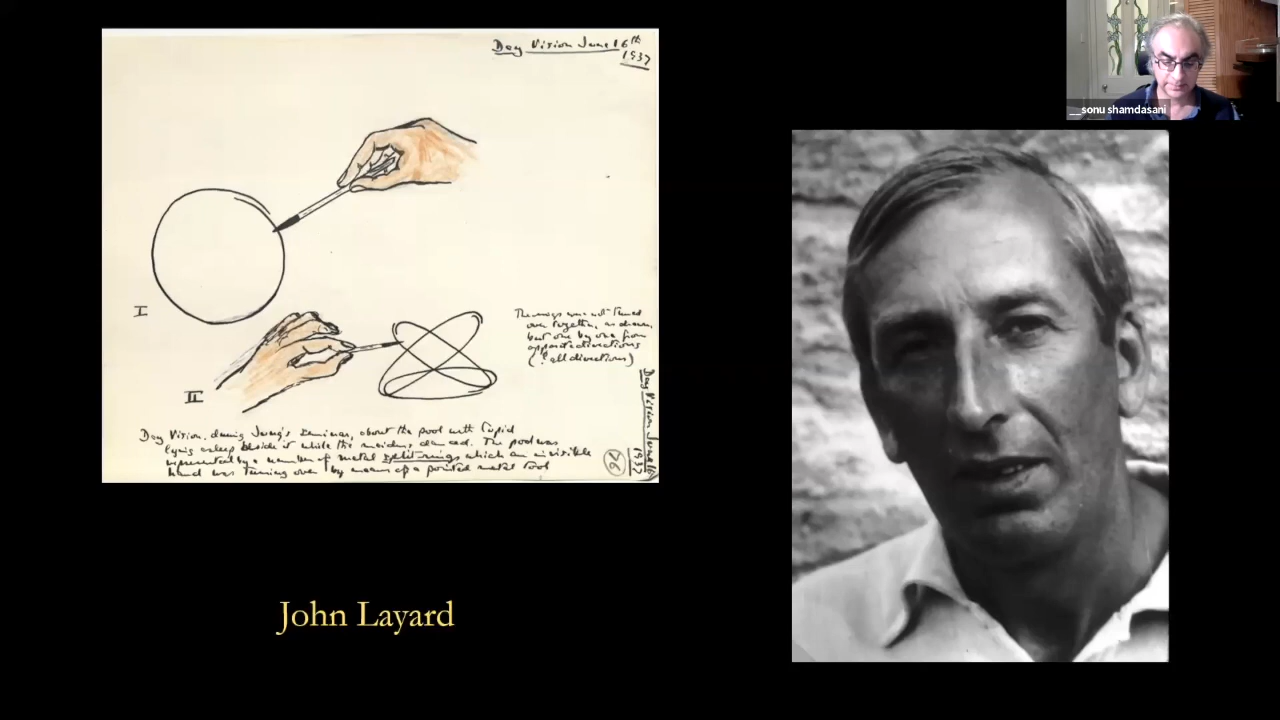 Day Vision June 16th
1937
__sonu shamdasani
I
The rings were not turned
over together, as drawn,
but one by one from
opposite directions
(? all directions)
II
Day Vision June 16
1937
Day Vision, during Jung's Seminar, about the pool with Cupid
lying asleep beside it while the maidens danced. The pool was
represented by a number of metal split-rings which an invisible
hand was turning over by means of a pointed metal tool
John Layard